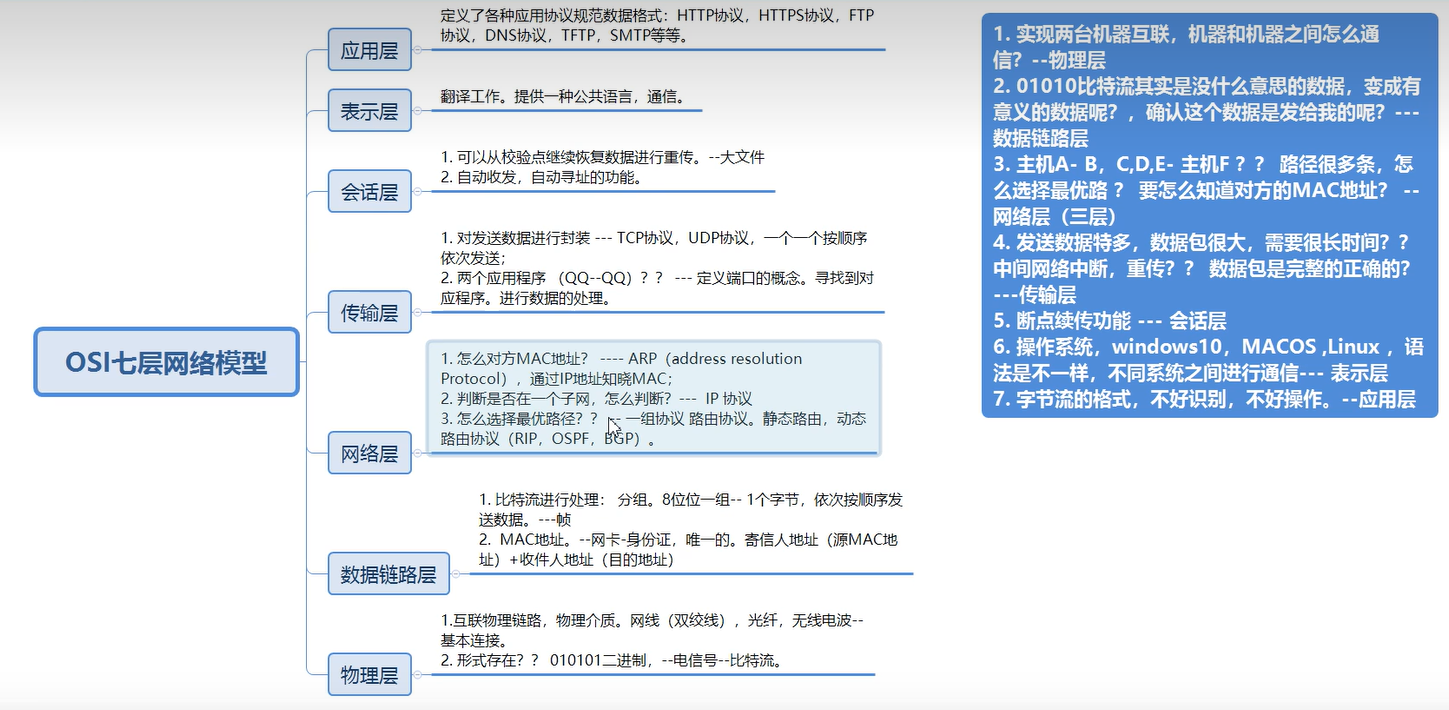 OSI七层网络模型
应用层
定义了各种应用协议规范数据格式：HTTP协议，HTTPS协议，FTP
协议，DNS协议，TFTP，SMTP等等。
表示层
翻译工作。提供一种公共语言，通信。
会话层
1. 可以从校验点继续恢复数据进行重传。--大文件
2. 自动收发，自动寻址的功能。
传输层
1. 对发送数据进行封装 --- TCP协议，UDP协议，一个一个按顺序
依次发送；
2. 两个应用程序 （QQ--QQ）？？ --- 定义端口的概念。寻找到对
应程序。进行数据的处理。
网络层
1. 怎么对方MAC地址？ ---- ARP（address resolution
Protocol），通过IP地址知晓MAC；
2. 判断是否在一个子网，怎么判断？--- IP 协议
3. 怎么选择最优路径？？ -- 一组协议 路由协议。静态路由，动态
路由协议（RIP，OSPF，BGP）。
数据链路层
1. 比特流进行处理： 分组。8位位一组-- 1个字节，依次按顺序发
送数据。---帧
2. MAC地址。--网卡-身份证，唯一的。寄信人地址（源MAC地
址）+收件人地址（目的地址）
物理层
1.互联物理链路，物理介质。网线（双绞线），光纤，无线电波--
基本连接。
2. 形式存在？？ 010101二进制，--电信号--比特流。
1. 实现两台机器互联，机器和机器之间怎么通
信？--物理层
2. 01010比特流其实是没什么意思的数据，变成有
意义的数据呢？，确认这个数据是发给我的呢？---
数据链路层
3. 主机A- B，C,D,E- 主机F？？ 路径很多条，怎
么选择最优路 ？ 要怎么知道对方的MAC地址？ --
网络层（三层）
4. 发送数据特多，数据包很大，需要很长时间？？
中间网络中断，重传？？ 数据包是完整的正确的？
---传输层
5. 断点续传功能 --- 会话层
6. 操作系统，windows10，MACOS ,Linux ，语
法是不一样，不同系统之间进行通信--- 表示层
7. 字节流的格式，不好识别，不好操作。--应用层